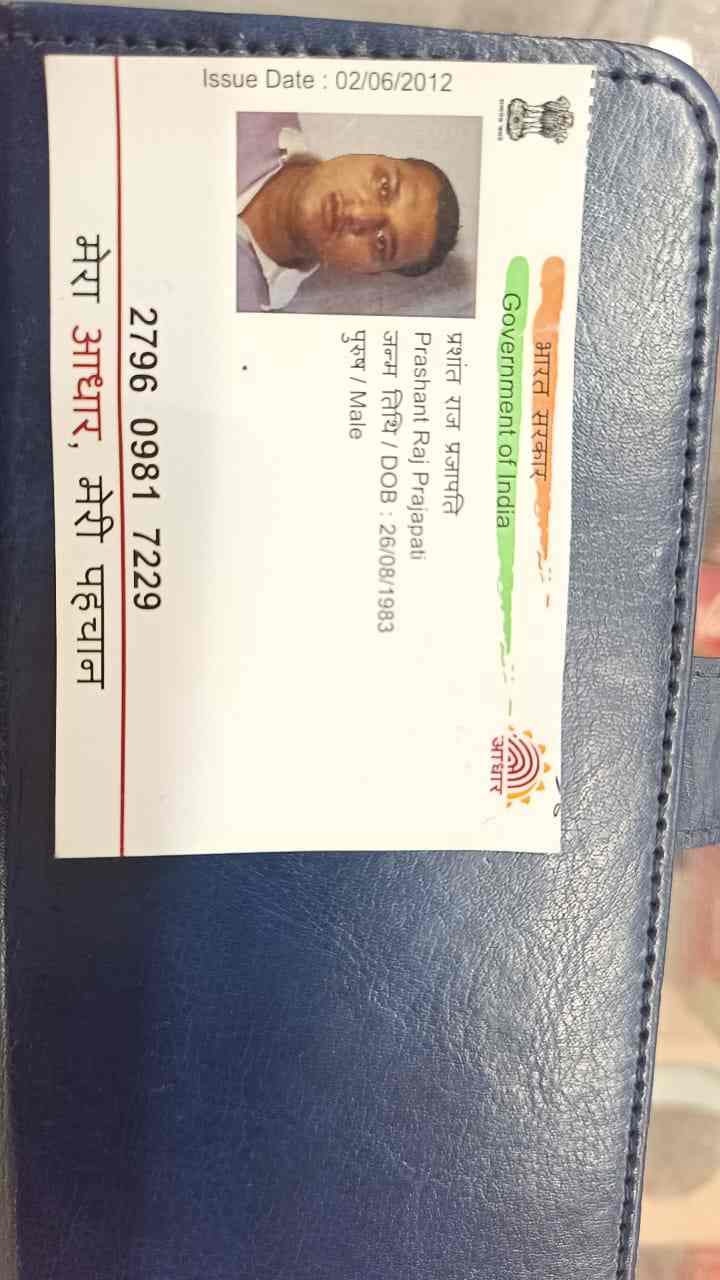 भारत सरकार
Government of India
Issue Date : 02/06/2012
प्रशांत राज प्रजापति
Prashant Raj Prajapati
जन्म तिथि / DOB : 26/08/1983
पुरुष / Male
आधार
2796 0981 7229
मेरा आधार, मेरी पहचान